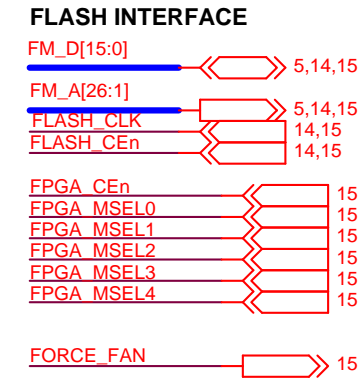 FLASH INTERFACE
FM_D[15:0] 5,14,15
FM_A[26:1] 5,14,15
FLASH_CLK 14,15
FLASH_CEn 14,15
FPGA_CEn 15
FPGA_MSEL0 15
FPGA_MSEL1 15
FPGA_MSEL2 15
FPGA_MSEL3 15
FPGA_MSEL4 15
FORCE_FAN 15